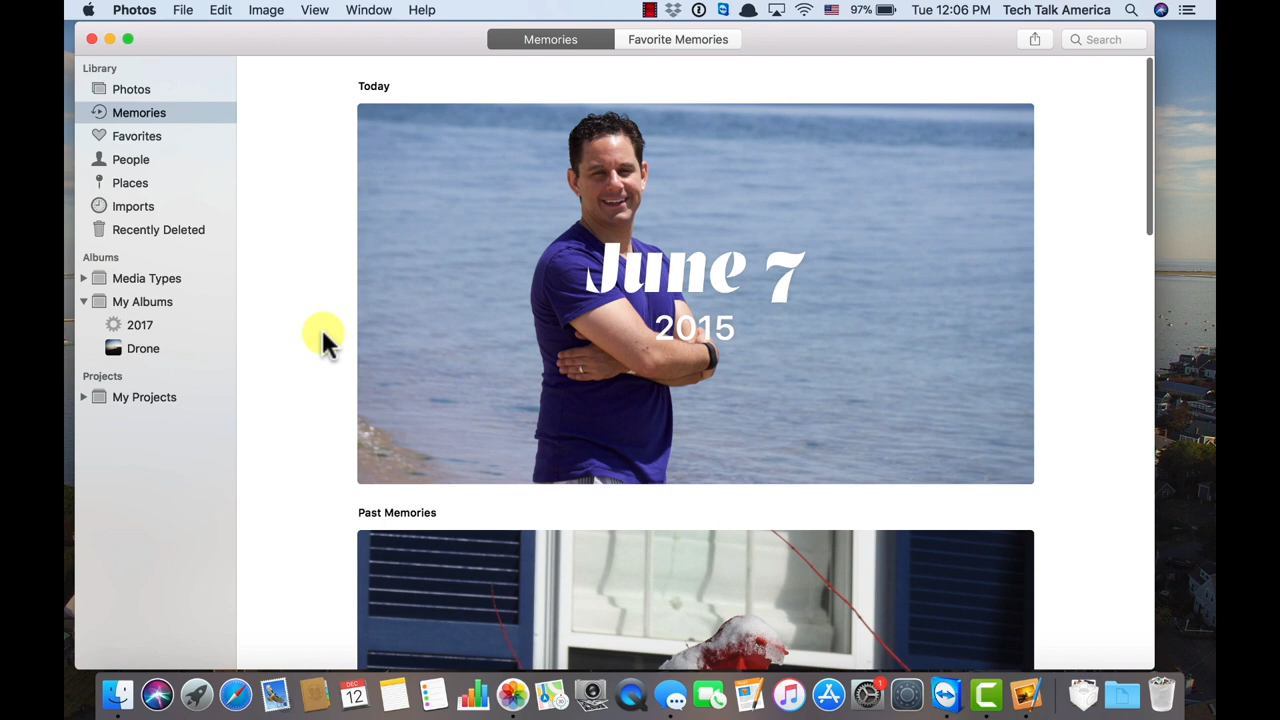 Photos File Edit Image View Window Help 97% Tue 12:06 PM Tech Talk America
Memories Favorite Memories Search
Library
Photos
Memories
Favorites
People
Places
Imports
Recently Deleted
Albums
Media Types
My Albums
2017
Drone
Projects
My Projects
Today
June 7
2015
Past Memories
DEC
12
1